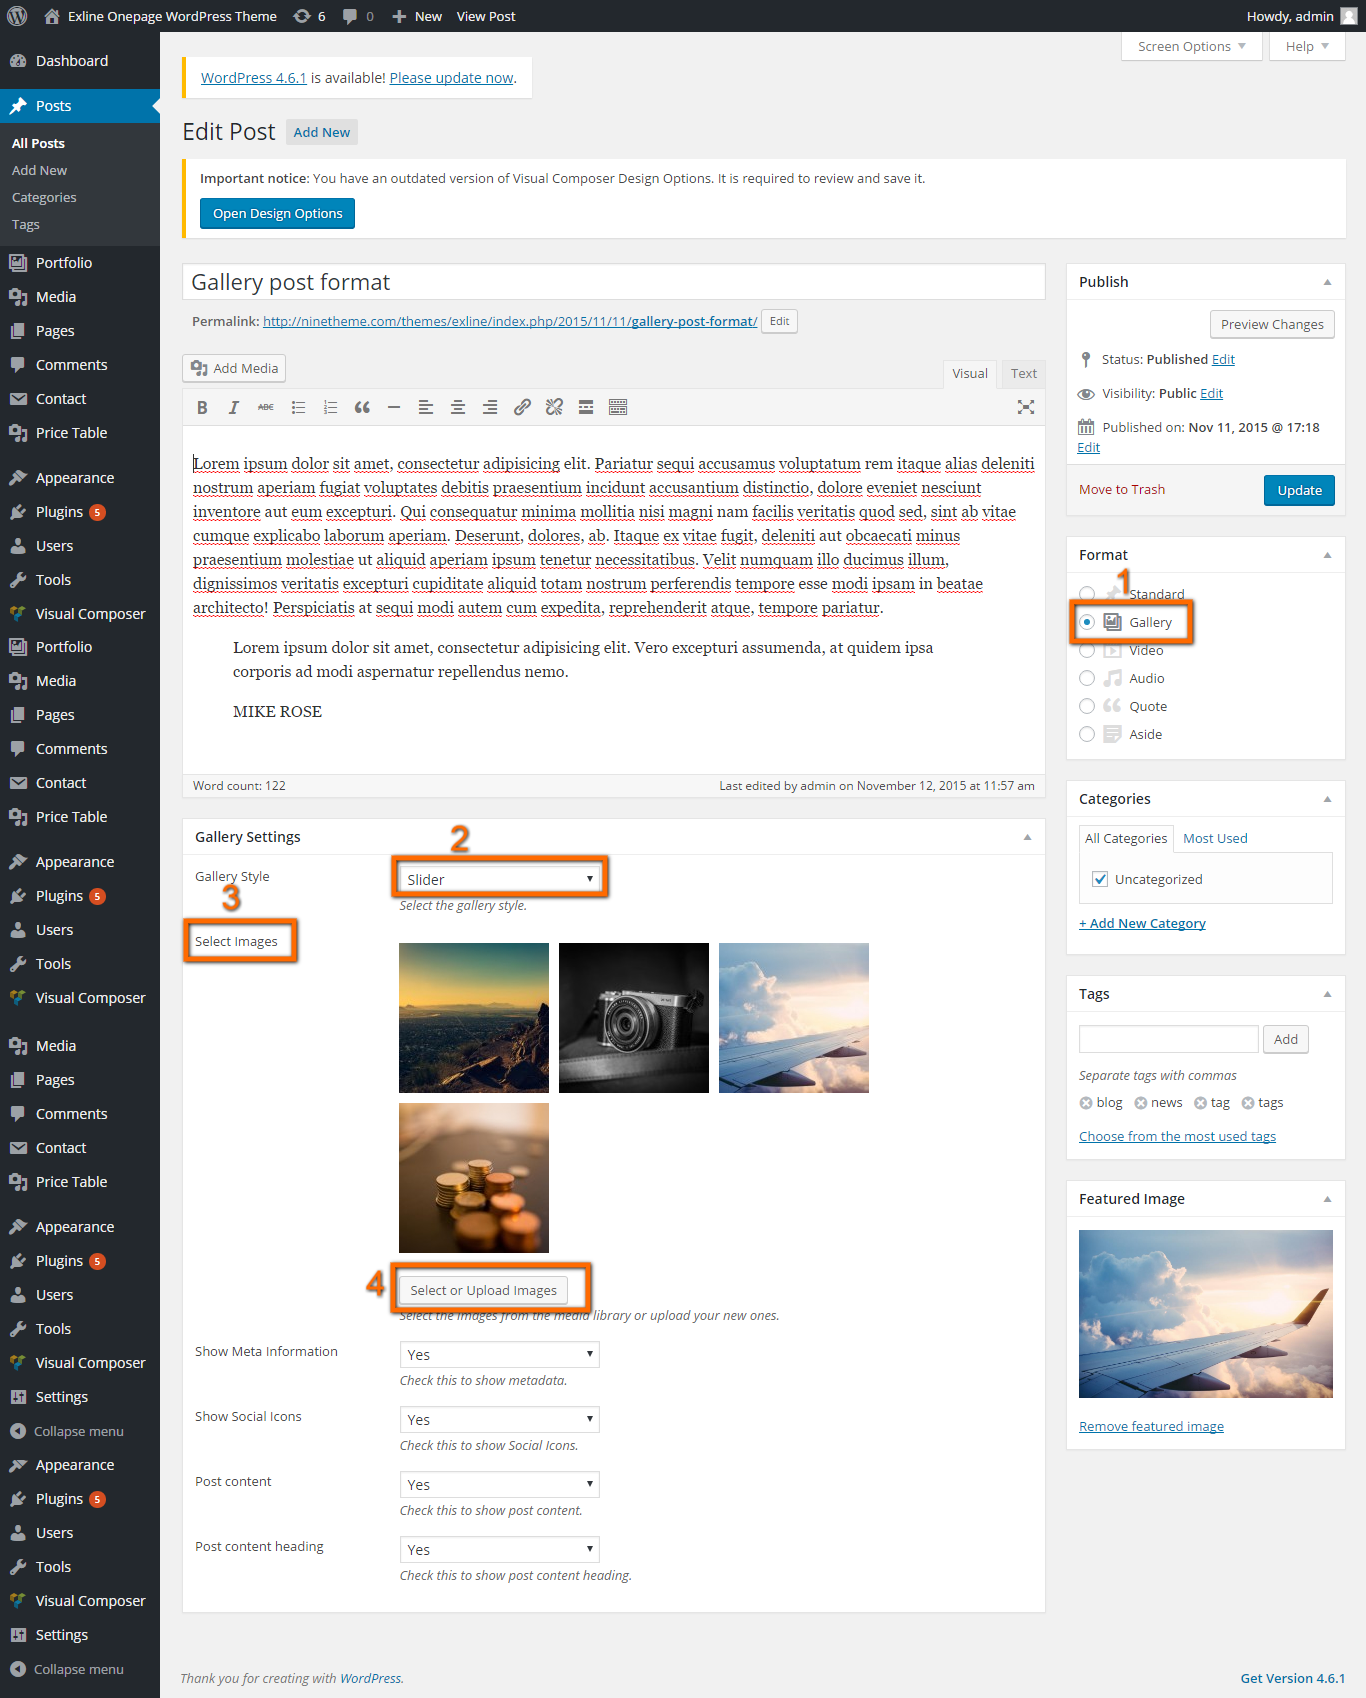 Exline Onepage WordPress Theme 6 0 New View Post Howdy, admin
Screen Options Help
Dashboard
Posts
All Posts
Add New
Categories
Tags
Portfolio
Media
Pages
Comments
Contact
Price Table
Appearance
Plugins 5
Users
Tools
Visual Composer
Portfolio
Media
Pages
Comments
Contact
Price Table
Appearance
Plugins 5
Users
Tools
Visual Composer
Media
Pages
Comments
Contact
Price Table
Appearance
Plugins 5
Users
Tools
Visual Composer
Settings
Collapse menu
Appearance
Plugins 5
Users
Tools
Visual Composer
Settings
Collapse menu
WordPress 4.6.1 is available! Please update now.
Edit Post Add New
Important notice: You have an outdated version of Visual Composer Design Options. It is required to review and save it.
Open Design Options
Gallery post format
Permalink: http://ninetheme.com/themes/exline/index.php/2015/11/11/gallery-post-format/ Edit
Add Media
Visual Text
B I ABC
Lorem ipsum dolor sit amet, consectetur adipisicing elit. Pariatur sequi accusamus voluptatum rem itaque alias deleniti
nostrum aperiam fugiat voluptates debitis praesentium incidunt accusantium distinctio, dolore eveniet nesciunt
inventore aut eum excepturi. Qui consequatur minima mollitia nisi magni nam facilis veritatis quod sed, sint ab vitae
cumque explicabo laborum aperiam. Deserunt, dolores, ab. Itaque ex vitae fugit, deleniti aut obcaecati minus
praesentium molestiae ut aliquid aperiam ipsum tenetur necessitatibus. Velit numquam illo ducimus illum,
dignissimos veritatis excepturi cupiditate aliquid totam nostrum perferendis tempore esse modi ipsam in beatae
architecto! Perspiciatis at sequi modi autem cum expedita, reprehenderit atque, tempore pariatur.
Lorem ipsum dolor sit amet, consectetur adipisicing elit. Vero excepturi assumenda, at quidem ipsa
corporis ad modi aspernatur repellendus nemo.
MIKE ROSE
Word count: 122 Last edited by admin on November 12, 2015 at 11:57 am
Gallery Settings
2
Gallery Style Slider
Select the gallery style.
3
Select Images
4 Select or Upload Images
Select the images from the media library or upload your new ones.
Show Meta Information Yes
Check this to show metadata.
Show Social Icons Yes
Check this to show Social Icons.
Post content Yes
Check this to show post content.
Post content heading Yes
Check this to show post content heading.
Publish
Preview Changes
Status: Published Edit
Visibility: Public Edit
Published on: Nov 11, 2015 @ 17:18
Edit
Move to Trash Update
Format
1
Standard
Gallery
Video
Audio
Quote
Aside
Categories
All Categories Most Used
Uncategorized
+ Add New Category
Tags
Add
Separate tags with commas
blog news tag tags
Choose from the most used tags
Featured Image
Remove featured image
Thank you for creating with WordPress. Get Version 4.6.1